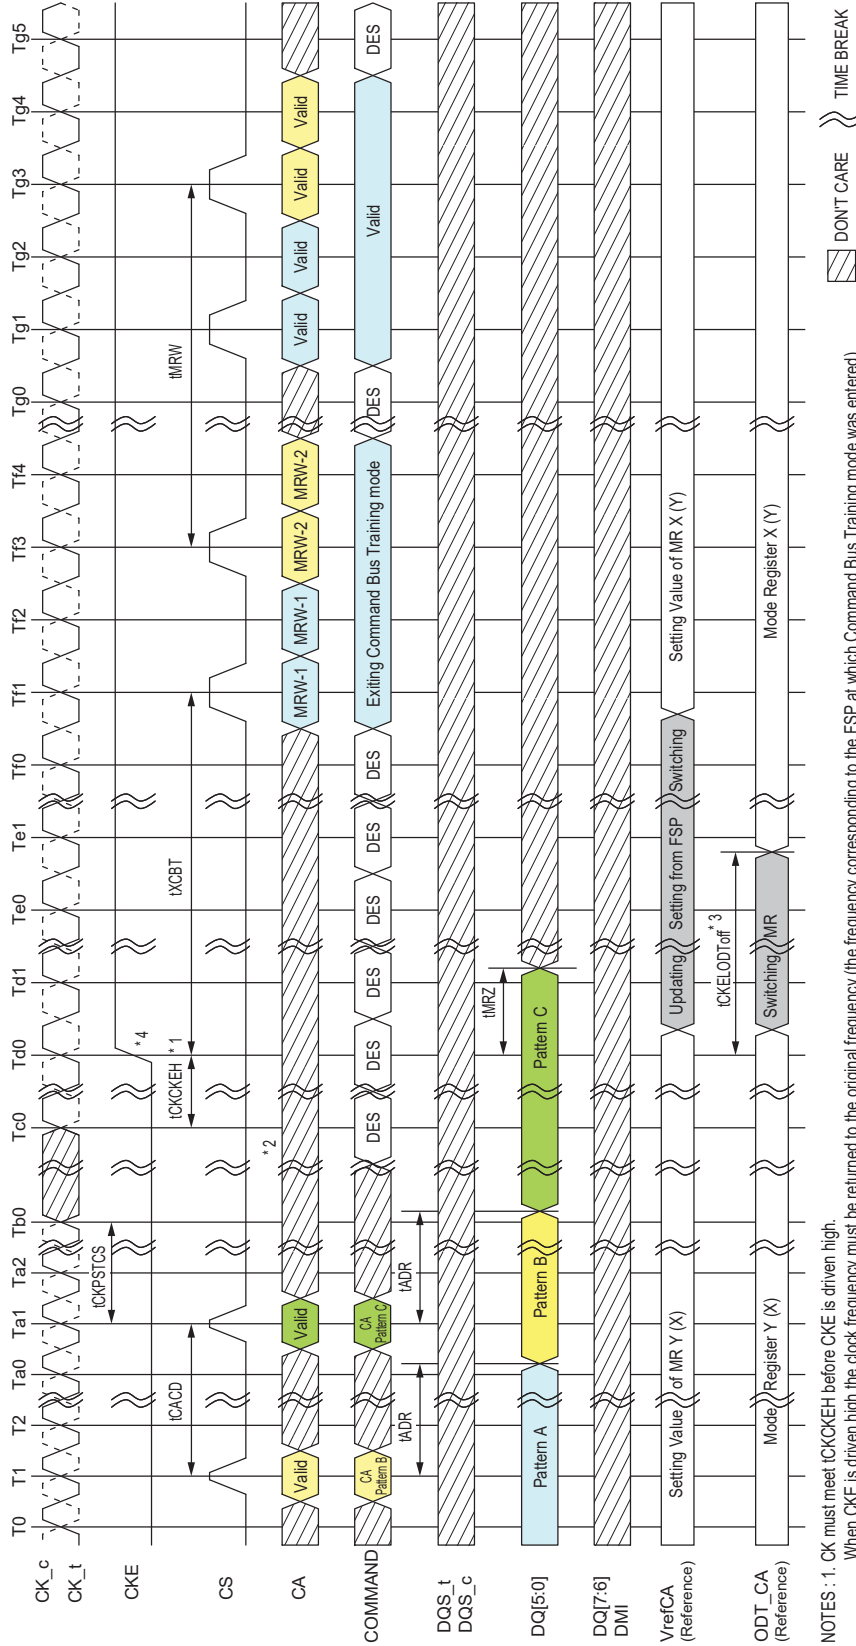 T0 T1 T2 Ta0 Ta1 Ta2 Tb0 Tc0 Td0 Td1 Te0 Te1 Tf0 Tf1 Tf2 Tf3 Tf4 Tg0 Tg1 Tg2 Tg3 Tg4 Tg5
CK_c
CK_t
tCKPSTCS
CKE
* 4
tCACD
tCKCKEH * 1
tXCBT
tMRW
CS
* 2
CA
Valid Valid MRW-1 MRW-1 MRW-2 MRW-2 Valid Valid Valid Valid
COMMAND
CA Pattern B
CA Pattern C
DES DES DES DES DES DES Exiting Command Bus Training mode DES Valid DES
tADR tADR
DQS_t
DQS_c
tMRZ
DQ[5:0]
Pattern A Pattern B Pattern C
DQ[7:6]
DMI
VrefCA
(Reference)
Setting Value of MR Y (X) Updating Setting from FSP Switching Setting Value of MR X (Y)
tCKELODToff * 3
ODT_CA
(Reference)
Mode Register Y (X) Switching MR Mode Register X (Y)
NOTES : 1. CK must meet tCKCKEH before CKE is driven high.
When CKE is driven high the clock frequency must be returned to the original frequency (the frequency corresponding to the FSP at which Command Bus Training mode was entered)
DON'T CARE
TIME BREAK